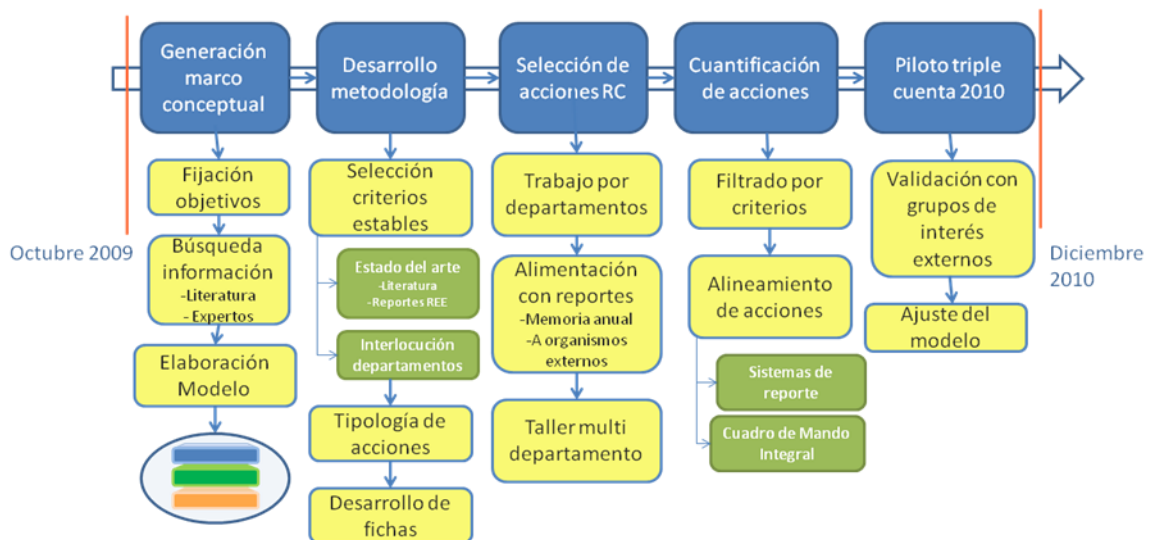 Generación
marco
conceptual
Desarrollo
metodología
Selección de
acciones RC
Cuantificación
de acciones
Piloto triple
cuenta 2010
Octubre 2009
Fijación
objetivos
Búsqueda
información
-Literatura
- Expertos
Elaboración
Modelo
Selección
criterios
estables
Estado del arte
-Literatura
- Reportes REE
Interlocución
departamentos
Tipología de
acciones
Desarrollo de
fichas
Trabajo por
departamentos
Alimentación
con reportes
-Memoria anual
-A organismos
externos
Taller multi
departamento
Filtrado por
criterios
Alineamiento
de acciones
Sistemas de
reporte
Cuadro de Mando
Integral
Validación con
grupos de
interés
externos
Ajuste del
modelo
Diciembre
2010